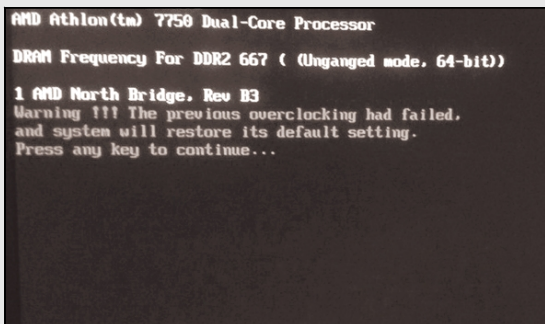 AMD Athlon(tm) 7750 Dual-Core Processor
DRAM Frequency For DDR2 667 ( (Unganged mode, 64-bit))
1 AMD North Bridge, Rev B3
Warning !!! The previous overclocking had failed,
and system will restore its default setting.
Press any key to continue...